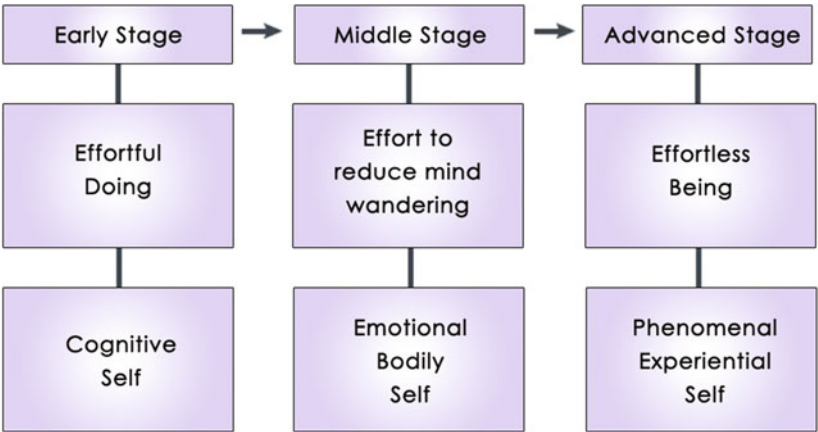 Early Stage
Middle Stage
Advanced Stage
Effortful
Doing
Effort to
reduce mind
wandering
Effortless
Being
Cognitive
Self
Emotional
Bodily
Self
Phenomenal
Experiential
Self